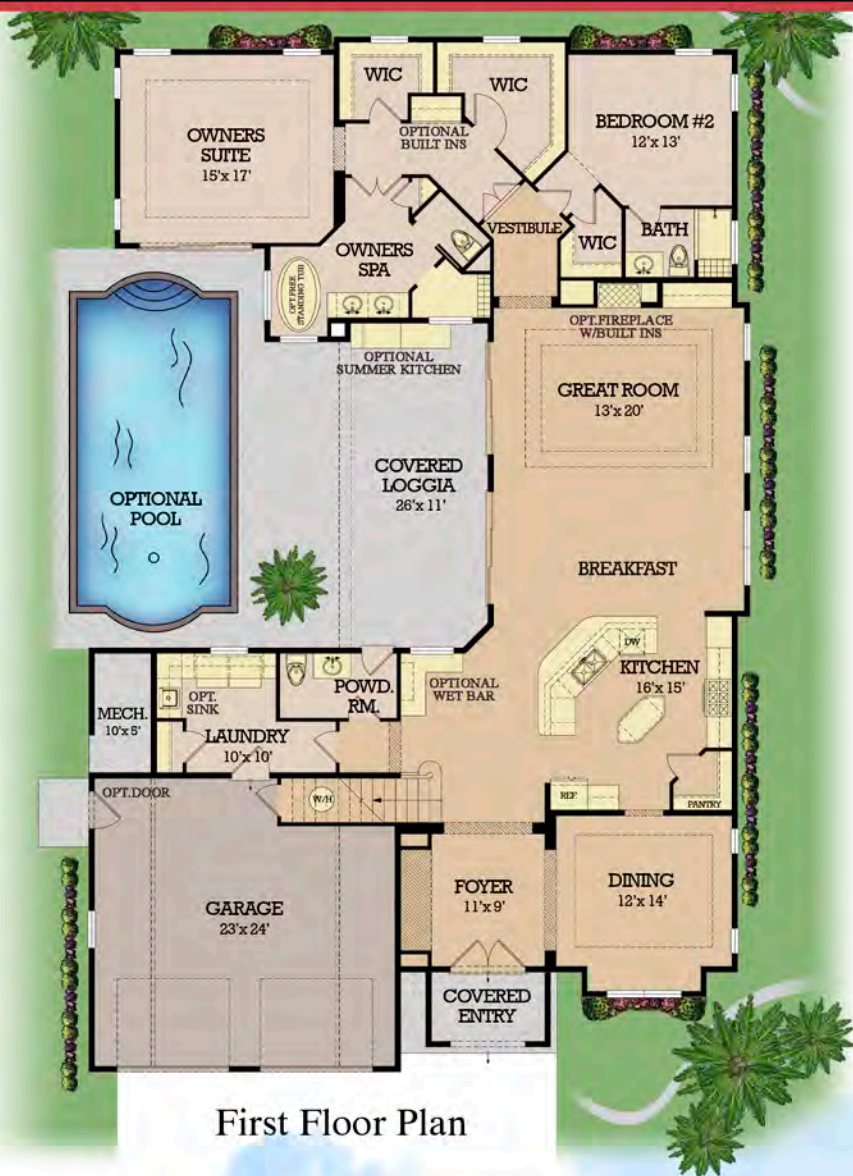 WIC
WIC
OWNERS
SUITE
15'x 17'
OPTIONAL
BUILT INS
BEDROOM #2
12'x 13'
VESTIBULE
WIC
BATH
OWNERS
SPA
OPT.FREE
STANDING TUB
OPT.FIREPLACE
W/BUILT INS
OPTIONAL
SUMMER KITCHEN
GREAT ROOM
13'x 20'
COVERED
LOGGIA
26'x 11'
OPTIONAL
POOL
BREAKFAST
DW
KITCHEN
16'x 15'
OPTIONAL
WET BAR
POWD.
RM.
OPT.
SINK
MECH.
10'x 5'
LAUNDRY
10'x 10'
OPT.DOOR
W/H
REF.
PANTRY
FOYER
11'x 9'
DINING
12'x 14'
GARAGE
23'x 24'
COVERED
ENTRY
First Floor Plan